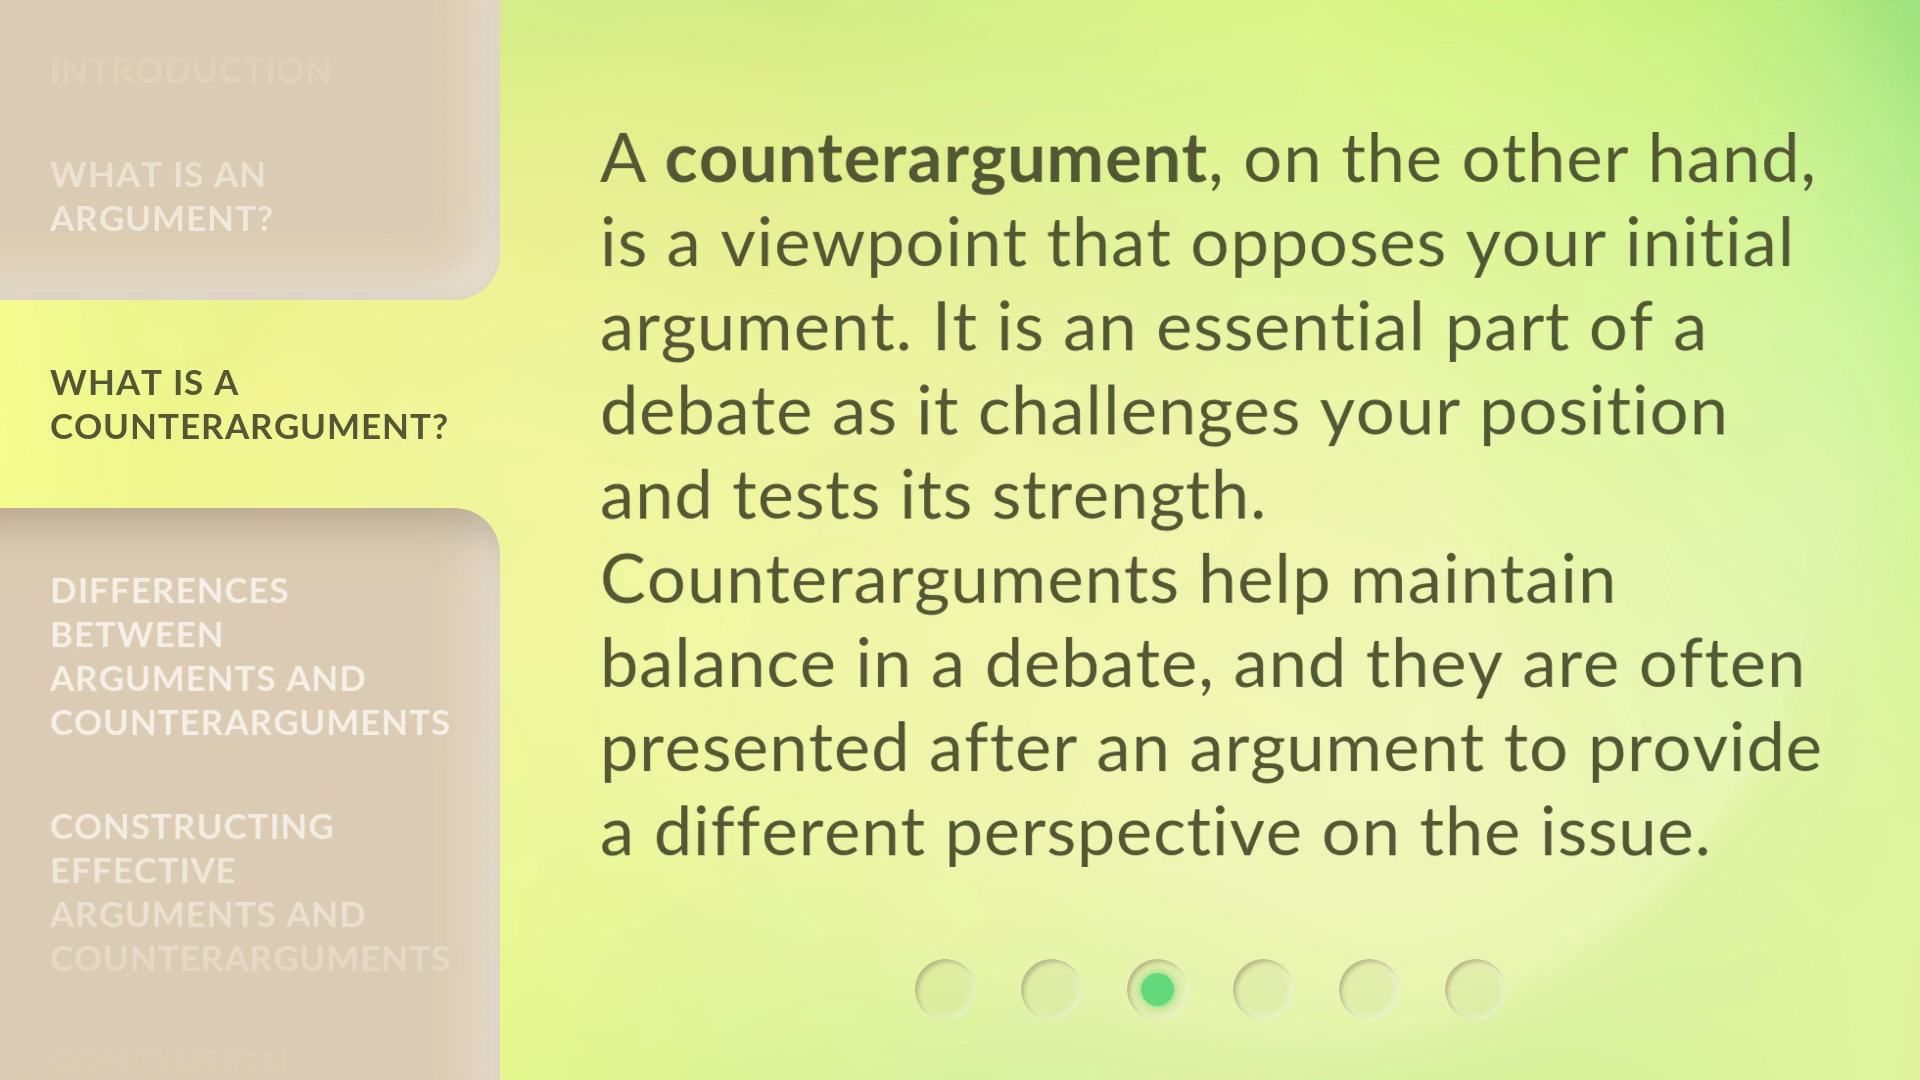 INTRODUCTION
WHAT IS AN
ARGUMENT?
WHAT IS A
COUNTERARGUMENT?
DIFFERENCES
BETWEEN
ARGUMENTS AND
COUNTERARGUMENTS
CONSTRUCTING
EFFECTIVE
ARGUMENTS AND
COUNTERARGUMENTS
CONCLUSION
A counterargument, on the other hand,
is a viewpoint that opposes your initial
argument. It is an essential part of a
debate as it challenges your position
and tests its strength.
Counterarguments help maintain
balance in a debate, and they are often
presented after an argument to provide
a different perspective on the issue.